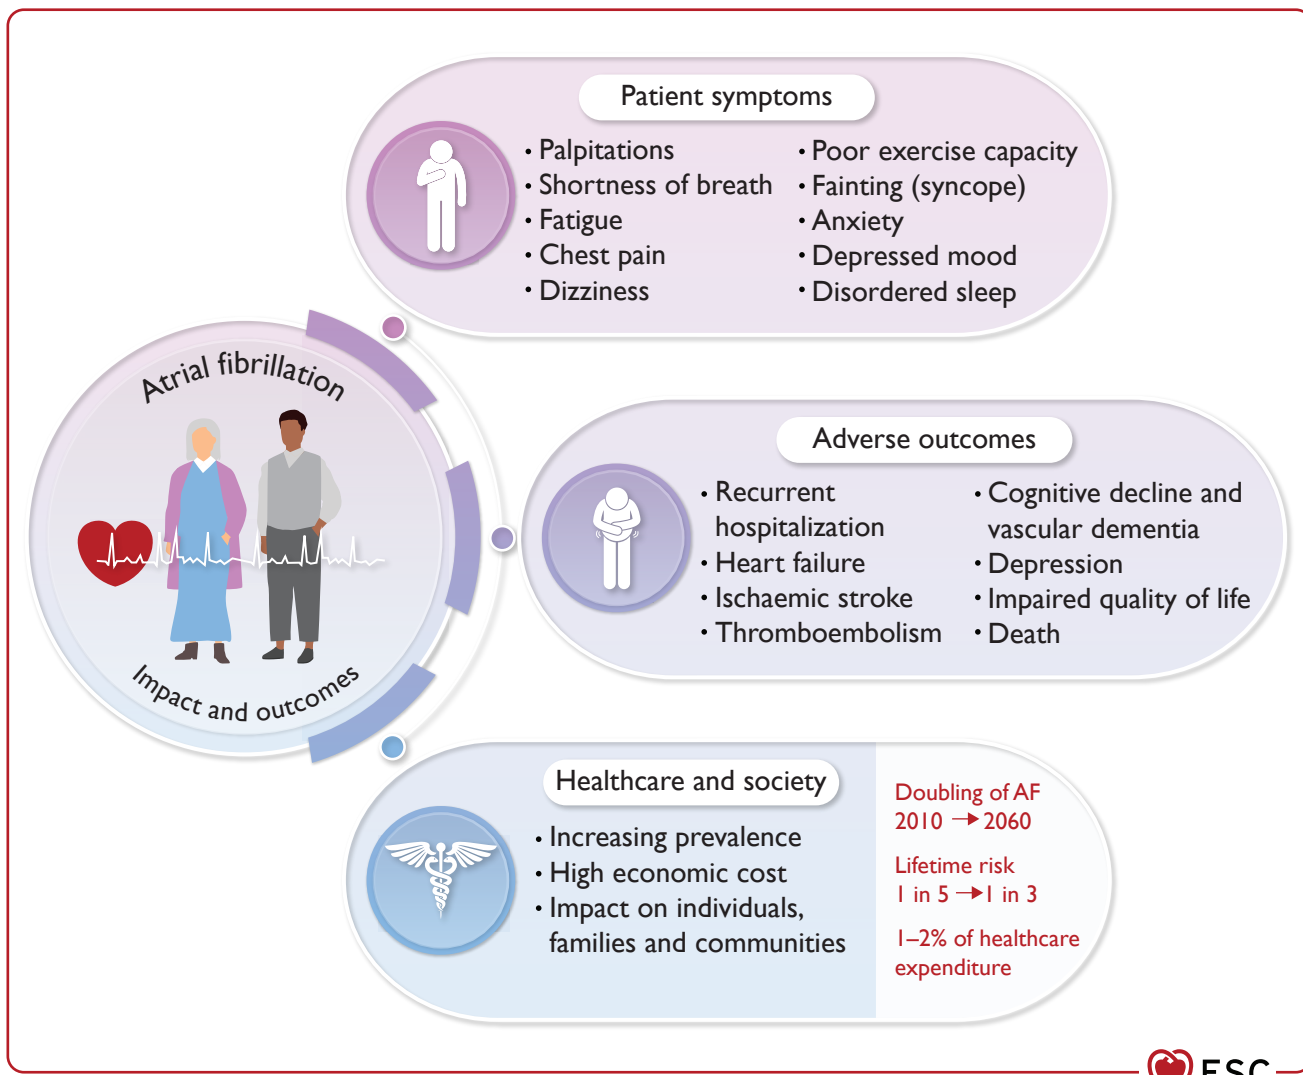 Patient symptoms
• Palpitations
• Shortness of breath
• Fatigue
• Chest pain
• Dizziness
• Poor exercise capacity
• Fainting (syncope)
• Anxiety
• Depressed mood
• Disordered sleep
Atrial fibrillation
Impact and outcomes
Adverse outcomes
• Recurrent
hospitalization
• Heart failure
• Ischaemic stroke
• Thromboembolism
• Cognitive decline and
vascular dementia
• Depression
• Impaired quality of life
• Death
Healthcare and society
• Increasing prevalence
• High economic cost
• Impact on individuals,
families and communities
Doubling of AF
2010 → 2060
Lifetime risk
1 in 5 → 1 in 3
1–2% of healthcare
expenditure
ESC